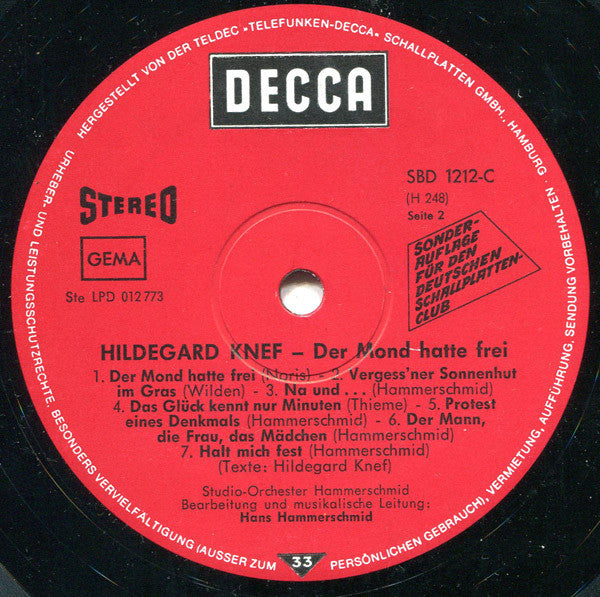 HERGESTELLT VON DER TELDEC »TELEFUNKEN-DECCA« SCHALLPLATTEN GMBH., HAMBURG
URHEBER- UND LEISTUNGSSCHUTZRECHTE, BESONDERS VERVIELFALTIGUNG (AUSSER ZUM PERSÖNLICHEN GEBRAUCH), VERMIETUNG, AUFFÜHRUNG, SENDUNG VORBEHALTEN
DECCA
STEREO
GEMA
Ste LPD 012 773
SBD 1212-C
(H 248)
Seite 2
SONDER-
AUFLAGE
FÜR DEN
DEUTSCHEN
SCHALLPLATTEN-
CLUB
HILDEGARD KNEF – Der Mond hatte frei
1. Der Mond hatte frei (Noris) - 2. Vergess'ner Sonnenhut
im Gras (Wilden) - 3. Na und . . . (Hammerschmid)
4. Das Glück kennt nur Minuten (Thieme) - 5. Protest
eines Denkmals (Hammerschmid) - 6. Der Mann,
die Frau, das Mädchen (Hammerschmid)
7. Halt mich fest (Hammerschmid)
(Texte: Hildegard Knef)
Studio-Orchester Hammerschmid
Bearbeitung und musikalische Leitung:
Hans Hammerschmid
33